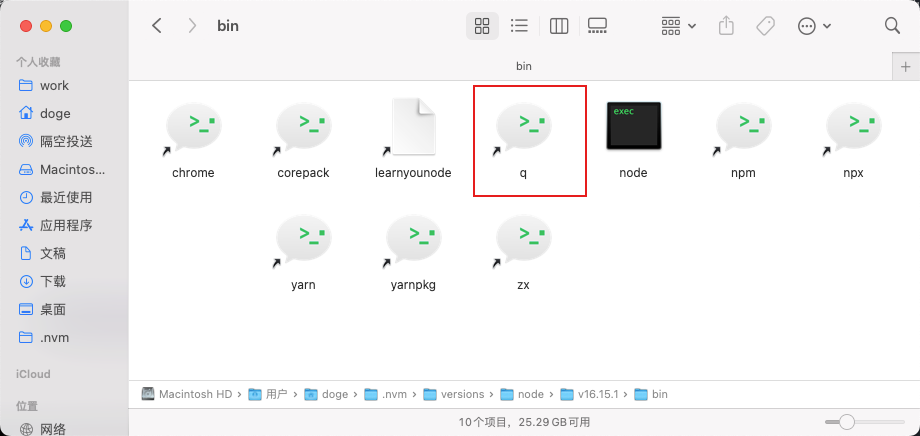 bin
bin
个人收藏
work
doge
隔空投送
Macintos...
最近使用
应用程序
文稿
下载
桌面
.nvm
iCloud
位置
网络
chrome
corepack
learnyounode
q
exec
node
npm
npx
yarn
yarnpkg
zx
Macintosh HD › 用户 › doge › .nvm › versions › node › v16.15.1 › bin
10个项目，25.29 GB可用